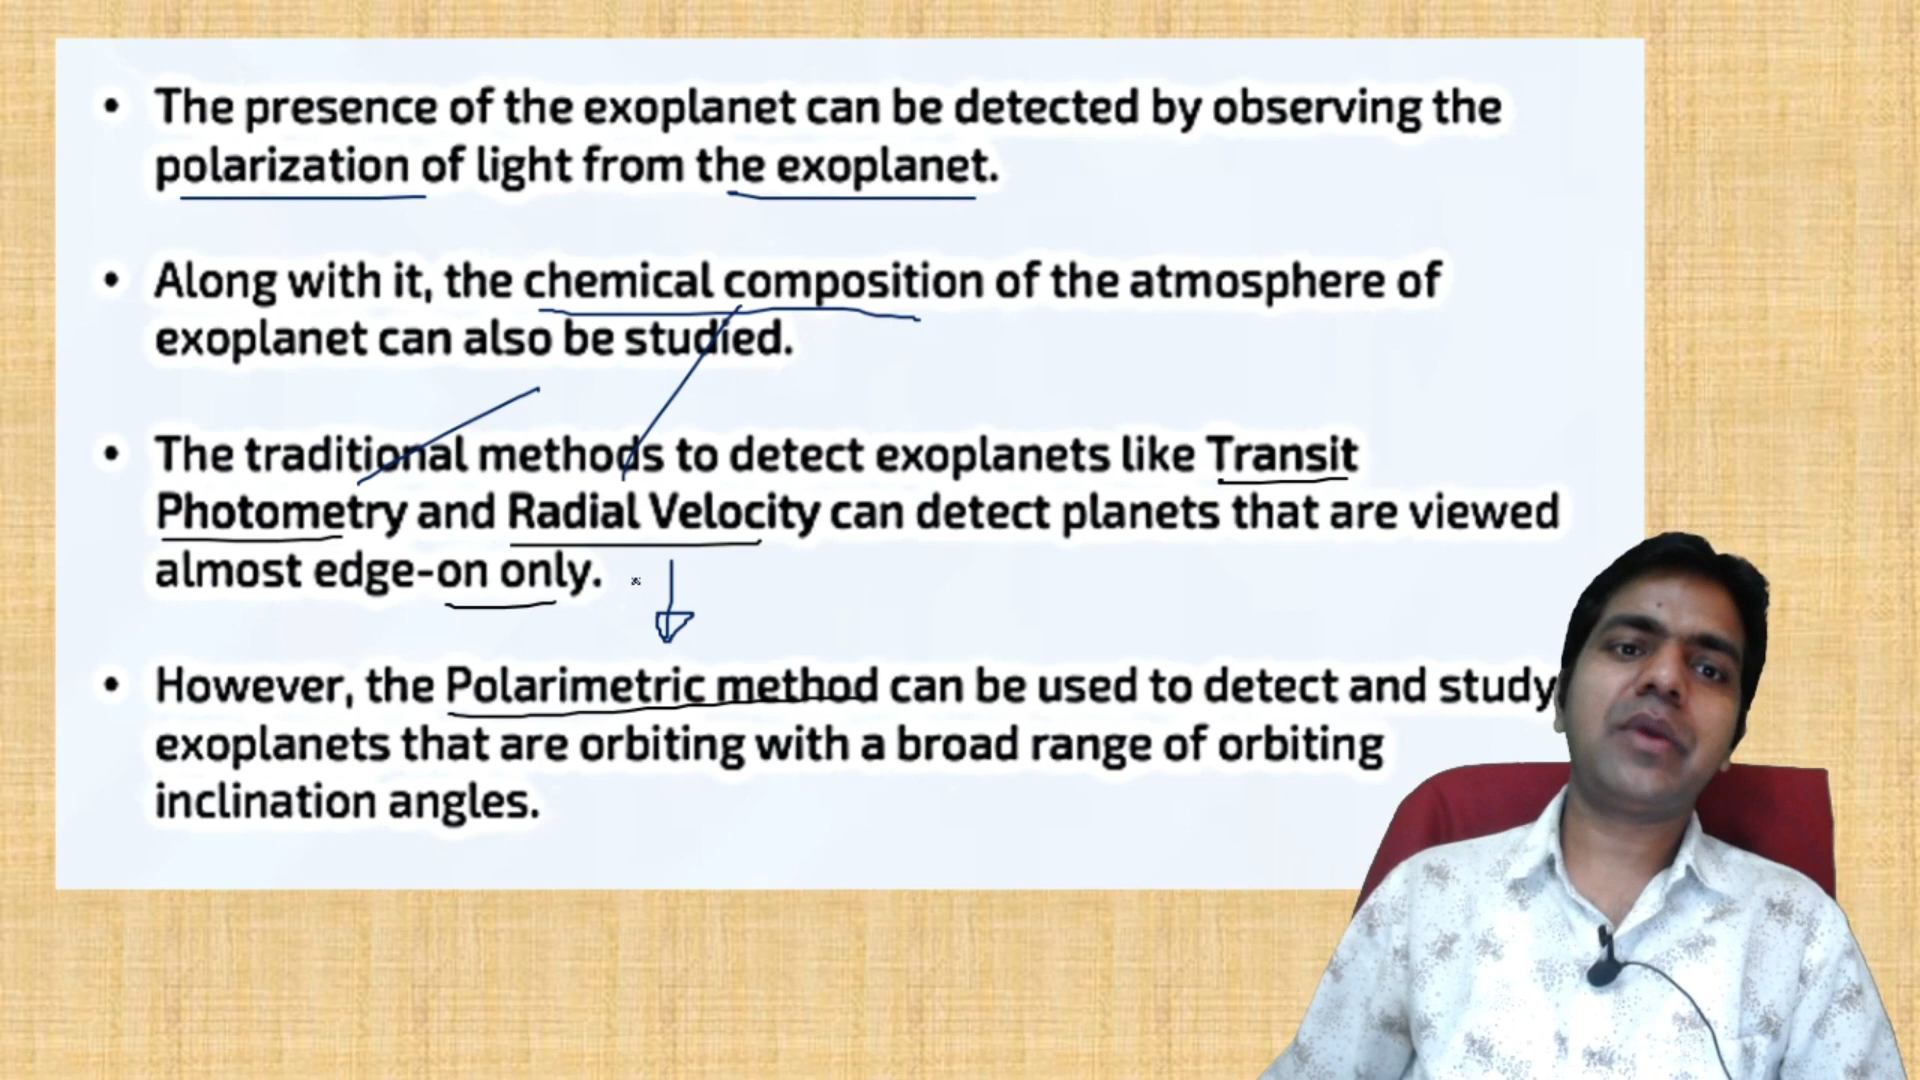 • The presence of the exoplanet can be detected by observing the
polarization of light from the exoplanet.
• Along with it, the chemical composition of the atmosphere of
exoplanet can also be studied.
• The traditional methods to detect exoplanets like Transit
Photometry and Radial Velocity can detect planets that are viewed
almost edge-on only.
• However, the Polarimetric method can be used to detect and study
exoplanets that are orbiting with a broad range of orbiting
inclination angles.